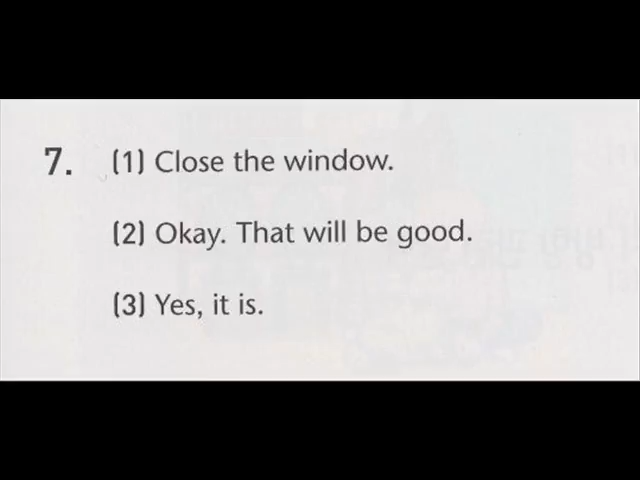 7. (1) Close the window.
(2) Okay. That will be good.
(3) Yes, it is.